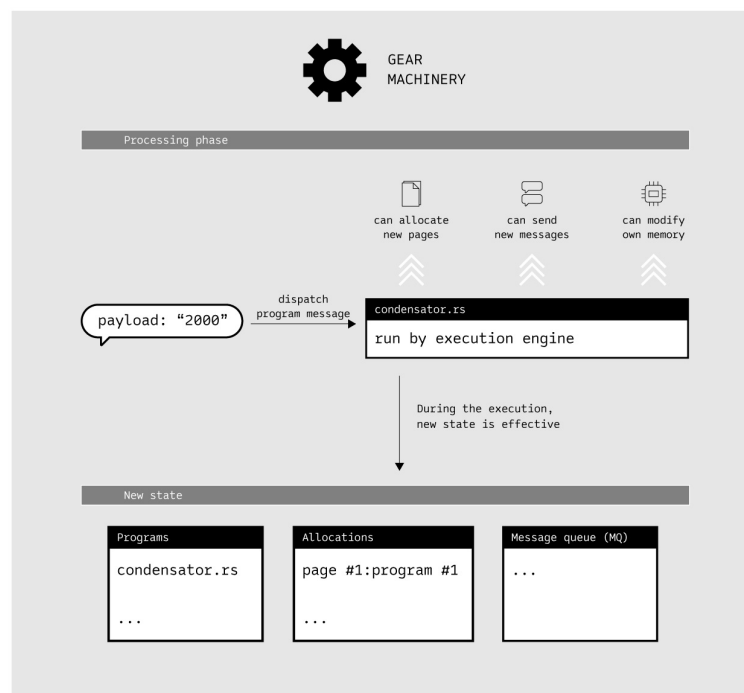 GEAR
MACHINERY
Processing phase
can allocate
new pages
can send
new messages
can modify
own memory
payload: “2000”
dispatch
program message
condensator.rs
run by execution engine
During the execution,
new state is effective
New state
Programs
condensator.rs
...
Allocations
page #1:program #1
...
Message queue (MQ)
...